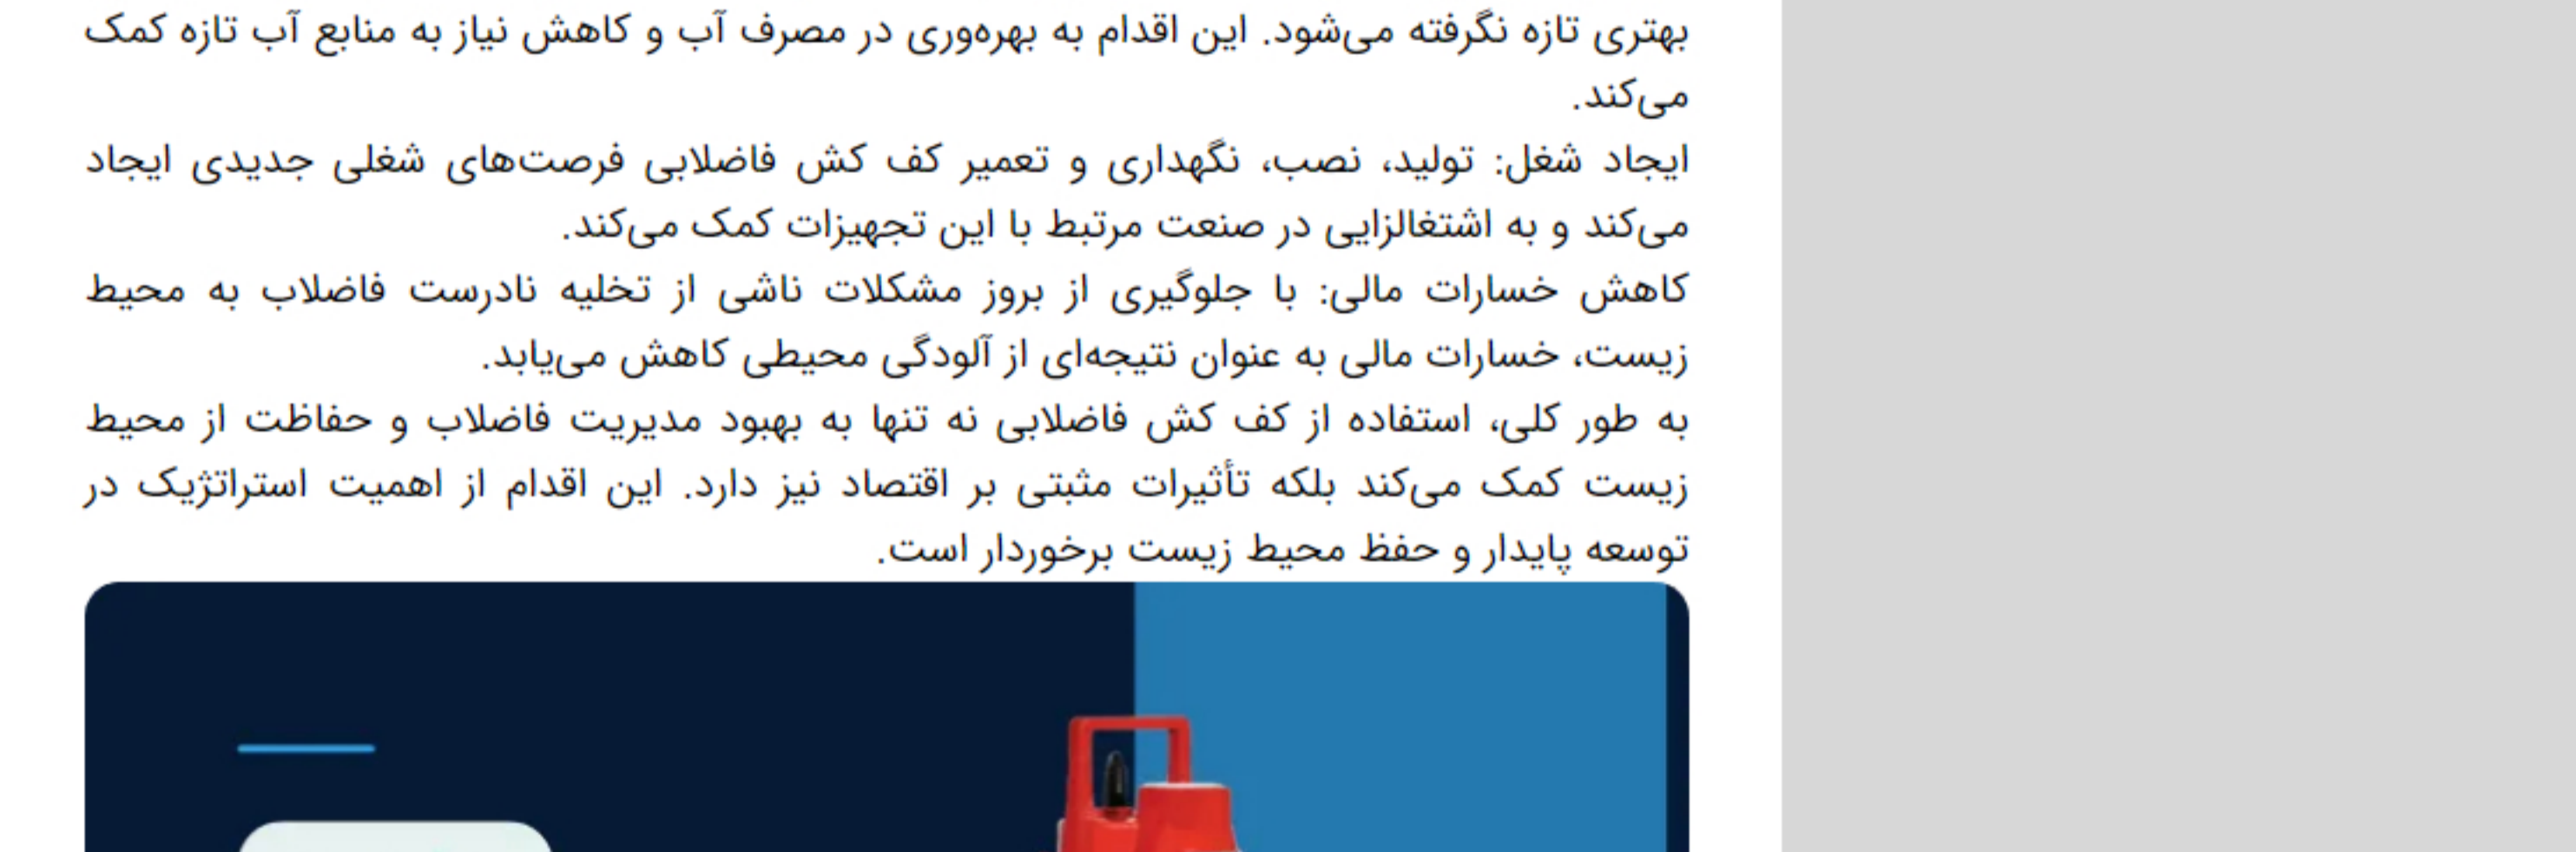 بهتری تازه نگرفته می‌شود. این اقدام به بهره‌وری در مصرف آب و کاهش نیاز به منابع آب تازه کمک
می‌کند.
ایجاد شغل: تولید، نصب، نگهداری و تعمیر کف کش فاضلابی فرصت‌های شغلی جدیدی ایجاد
می‌کند و به اشتغالزایی در صنعت مرتبط با این تجهیزات کمک می‌کند.
کاهش خسارات مالی: با جلوگیری از بروز مشکلات ناشی از تخلیه نادرست فاضلاب به محیط
زیست، خسارات مالی به عنوان نتیجه‌ای از آلودگی محیطی کاهش می‌یابد.
به طور کلی، استفاده از کف کش فاضلابی نه تنها به بهبود مدیریت فاضلاب و حفاظت از محیط
زیست کمک می‌کند بلکه تأثیرات مثبتی بر اقتصاد نیز دارد. این اقدام از اهمیت استراتژیک در
توسعه پایدار و حفظ محیط زیست برخوردار است.